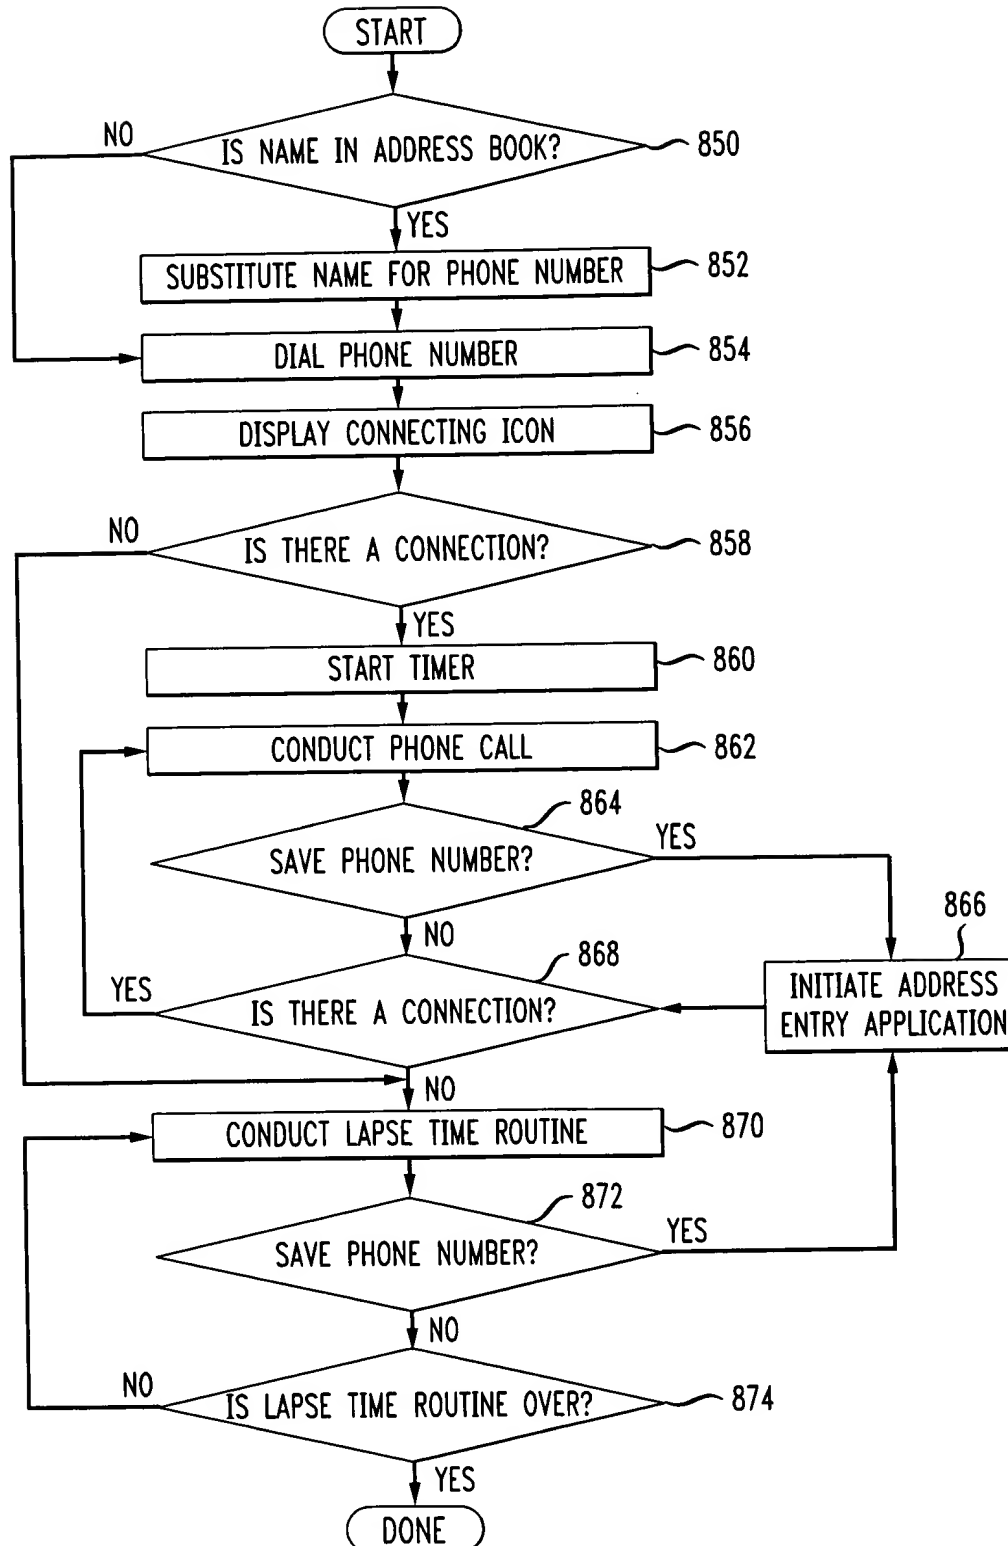 START
NO
IS NAME IN ADDRESS BOOK?
850
YES
SUBSTITUTE NAME FOR PHONE NUMBER
852
DIAL PHONE NUMBER
854
DISPLAY CONNECTING ICON
856
NO
IS THERE A CONNECTION?
858
YES
START TIMER
860
CONDUCT PHONE CALL
862
864
SAVE PHONE NUMBER?
YES
866
NO
868
YES
IS THERE A CONNECTION?
INITIATE ADDRESS
ENTRY APPLICATION
NO
CONDUCT LAPSE TIME ROUTINE
870
872
SAVE PHONE NUMBER?
YES
NO
NO
IS LAPSE TIME ROUTINE OVER?
874
YES
DONE